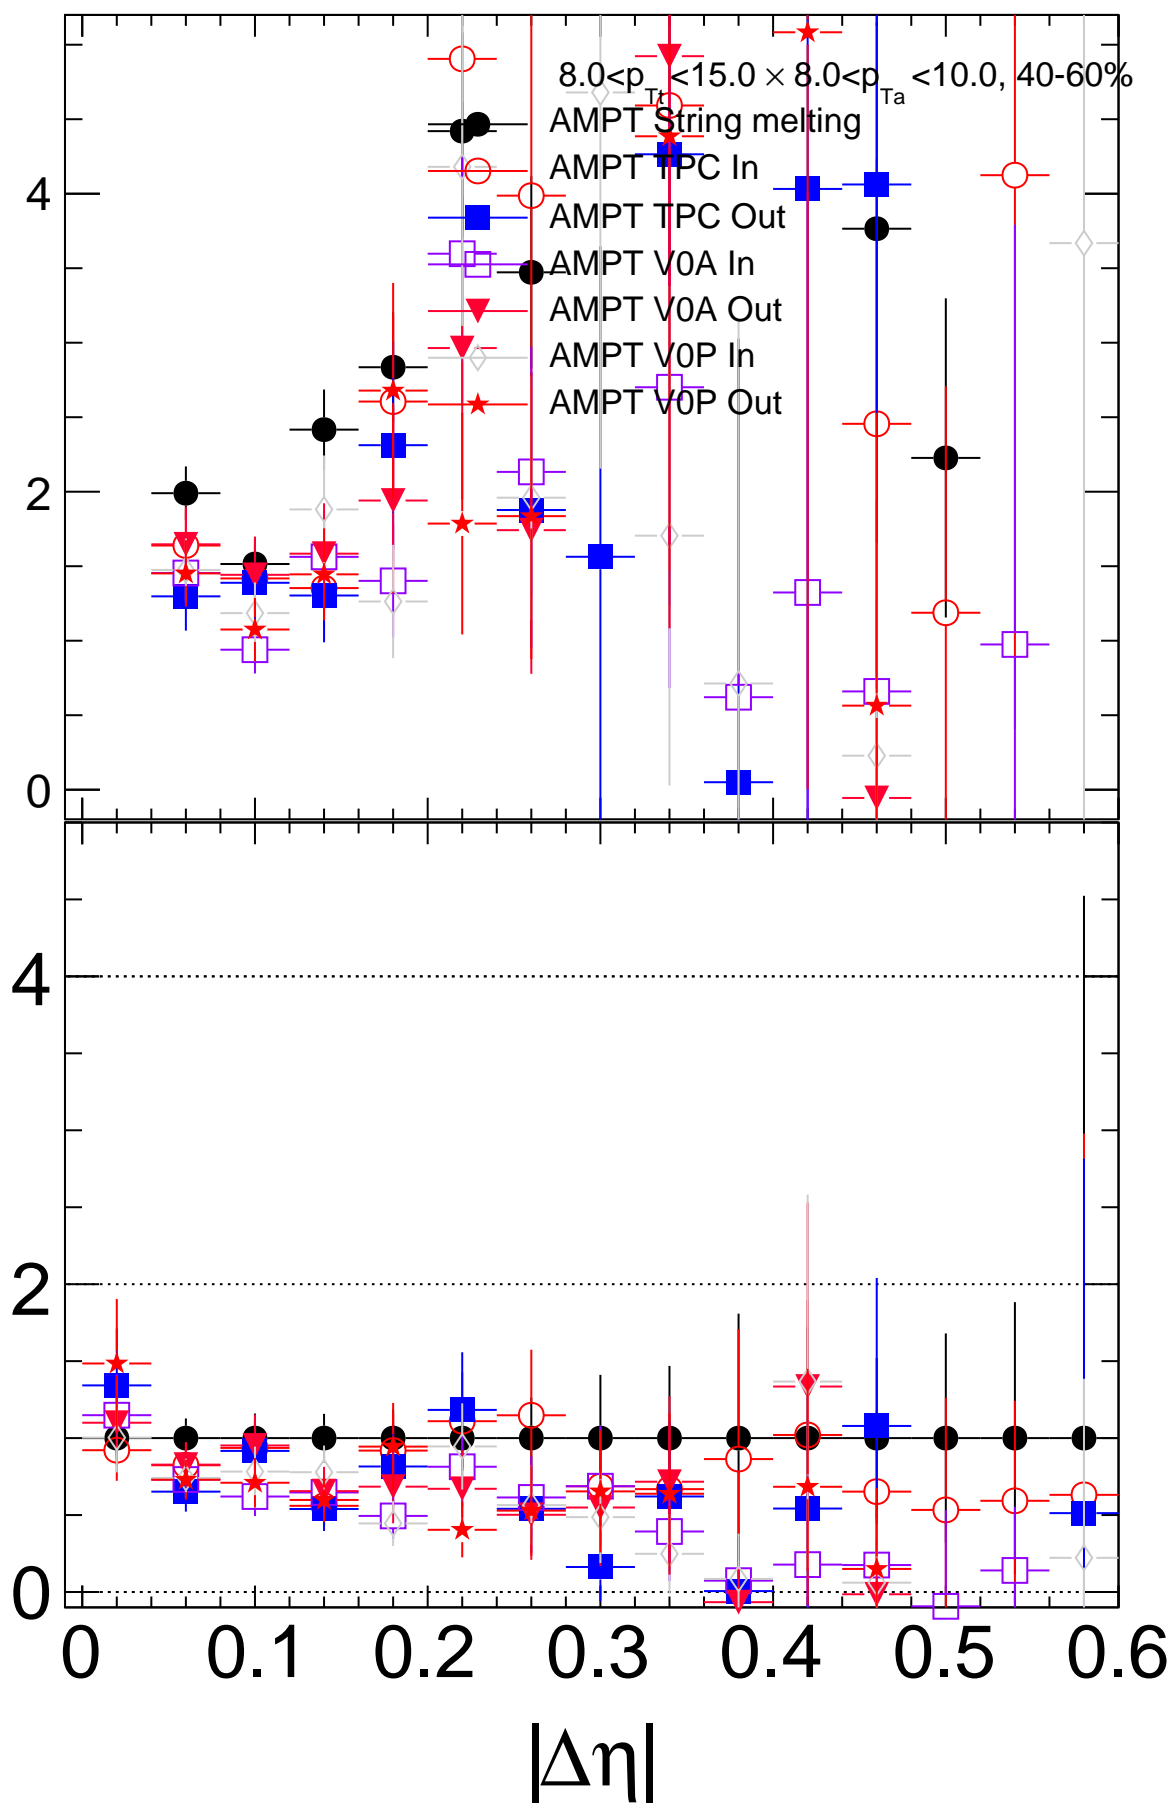 8.0<p_Tt <15.0 × 8.0<p_Ta <10.0, 40-60%
AMPT String melting
AMPT TPC In
AMPT TPC Out
AMPT V0A In
AMPT V0A Out
AMPT V0P In
AMPT V0P Out
4
2
0
4
2
0
0 0.1 0.2 0.3 0.4 0.5 0.6
|Δη|